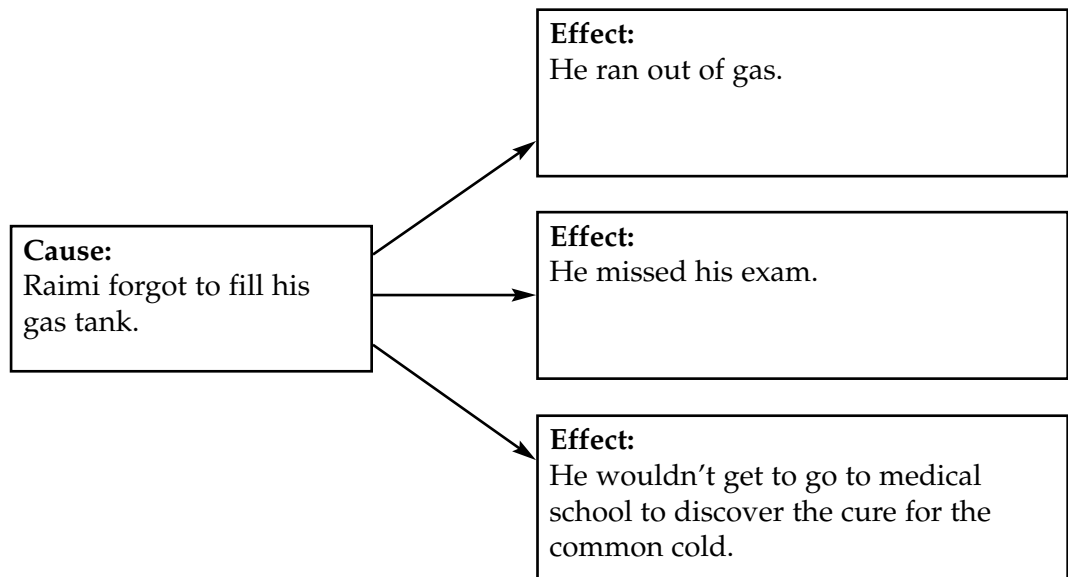 Effect:
He ran out of gas.
Cause:
Raimi forgot to fill his
gas tank.
Effect:
He missed his exam.
Effect:
He wouldn’t get to go to medical
school to discover the cure for the
common cold.